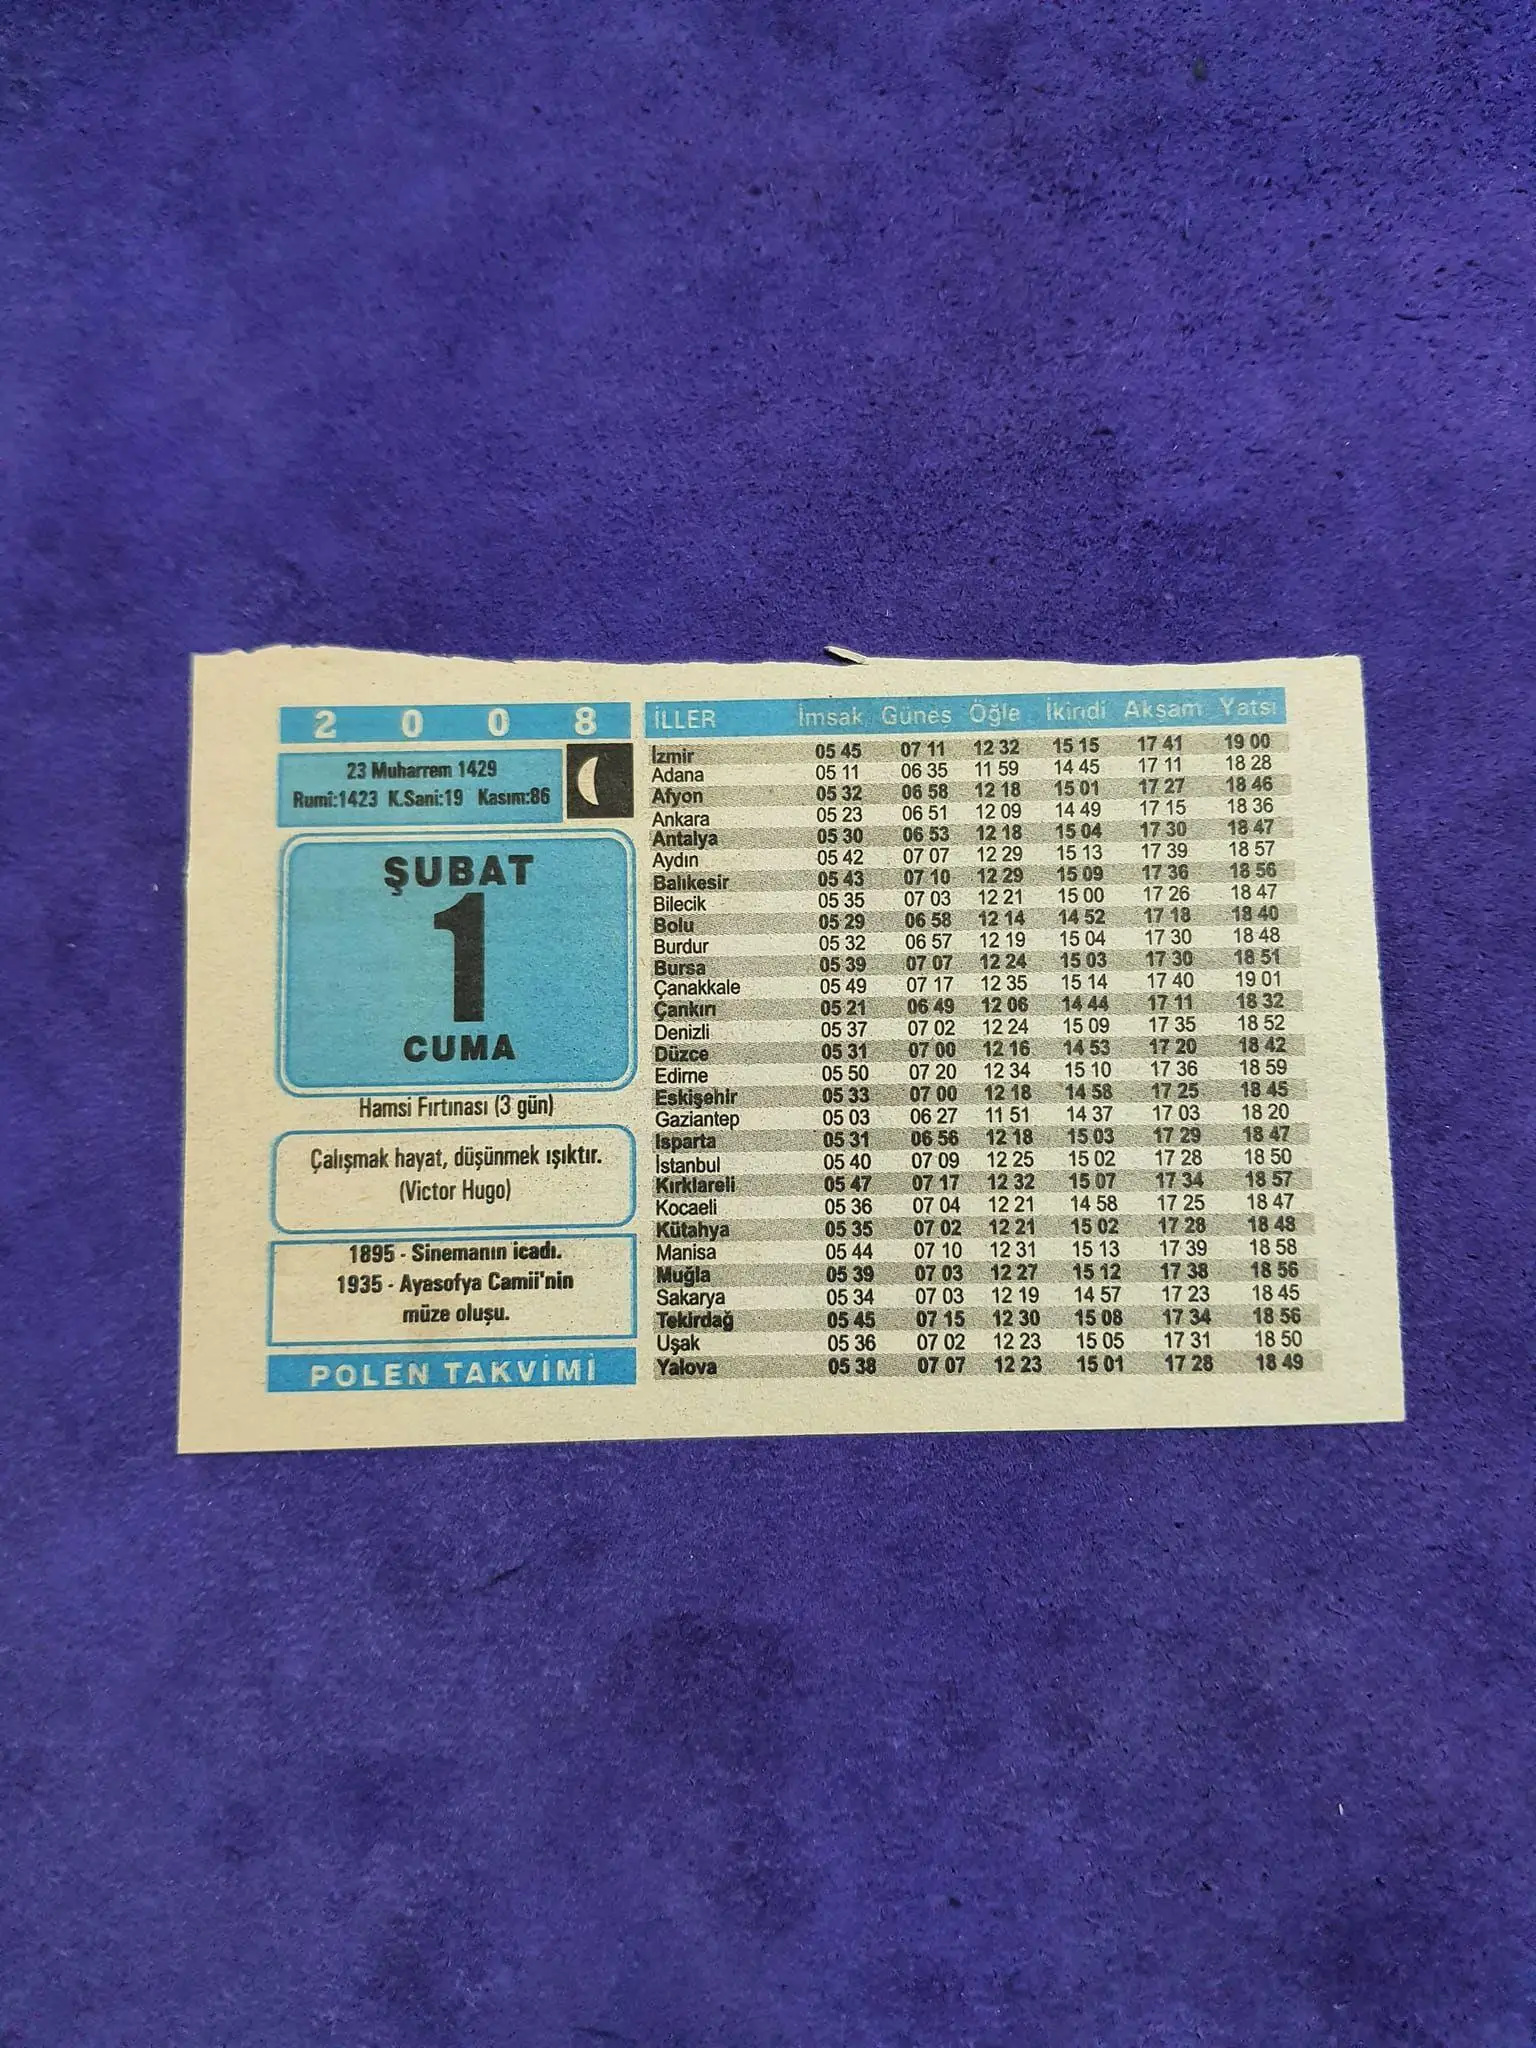 2 0 0 8
23 Muharrem 1429
Rumî:1423 K.Sani:19 Kasım:86
ŞUBAT
1
CUMA
Hamsi Fırtınası (3 gün)
Çalışmak hayat, düşünmek ışıktır.
(Victor Hugo)
1895 - Sinemanın icadı.
1935 - Ayasofya Camii'nin
müze oluşu.
POLEN TAKVİMİ
İLLER İmsak Güneş Öğle İkindi Akşam Yatsı
İzmir 05 45 07 11 12 32 15 15 17 41 19 00
Adana 05 11 06 35 11 59 14 45 17 11 18 28
Afyon 05 32 06 58 12 18 15 01 17 27 18 46
Ankara 05 23 06 51 12 09 14 49 17 15 18 36
Antalya 05 30 06 53 12 18 15 04 17 30 18 47
Aydın 05 42 07 07 12 29 15 13 17 39 18 57
Balıkesir 05 43 07 10 12 29 15 09 17 36 18 56
Bilecik 05 35 07 03 12 21 15 00 17 26 18 47
Bolu 05 29 06 58 12 14 14 52 17 18 18 40
Burdur 05 32 06 57 12 19 15 04 17 30 18 48
Bursa 05 39 07 07 12 24 15 03 17 30 18 51
Çanakkale 05 49 07 17 12 35 15 14 17 40 19 01
Çankırı 05 21 06 49 12 06 14 44 17 11 18 32
Denizli 05 37 07 02 12 24 15 09 17 35 18 52
Düzce 05 31 07 00 12 16 14 53 17 20 18 42
Edirne 05 50 07 20 12 34 15 10 17 36 18 59
Eskişehir 05 33 07 00 12 18 14 58 17 25 18 45
Gaziantep 05 03 06 27 11 51 14 37 17 03 18 20
Isparta 05 31 06 56 12 18 15 03 17 29 18 47
İstanbul 05 40 07 09 12 25 15 02 17 28 18 50
Kırklareli 05 47 07 17 12 32 15 07 17 34 18 57
Kocaeli 05 36 07 04 12 21 14 58 17 25 18 47
Kütahya 05 35 07 02 12 21 15 02 17 28 18 48
Manisa 05 44 07 10 12 31 15 13 17 39 18 58
Muğla 05 39 07 03 12 27 15 12 17 38 18 56
Sakarya 05 34 07 03 12 19 14 57 17 23 18 45
Tekirdağ 05 45 07 15 12 30 15 08 17 34 18 56
Uşak 05 36 07 02 12 23 15 05 17 31 18 50
Yalova 05 38 07 07 12 23 15 01 17 28 18 49